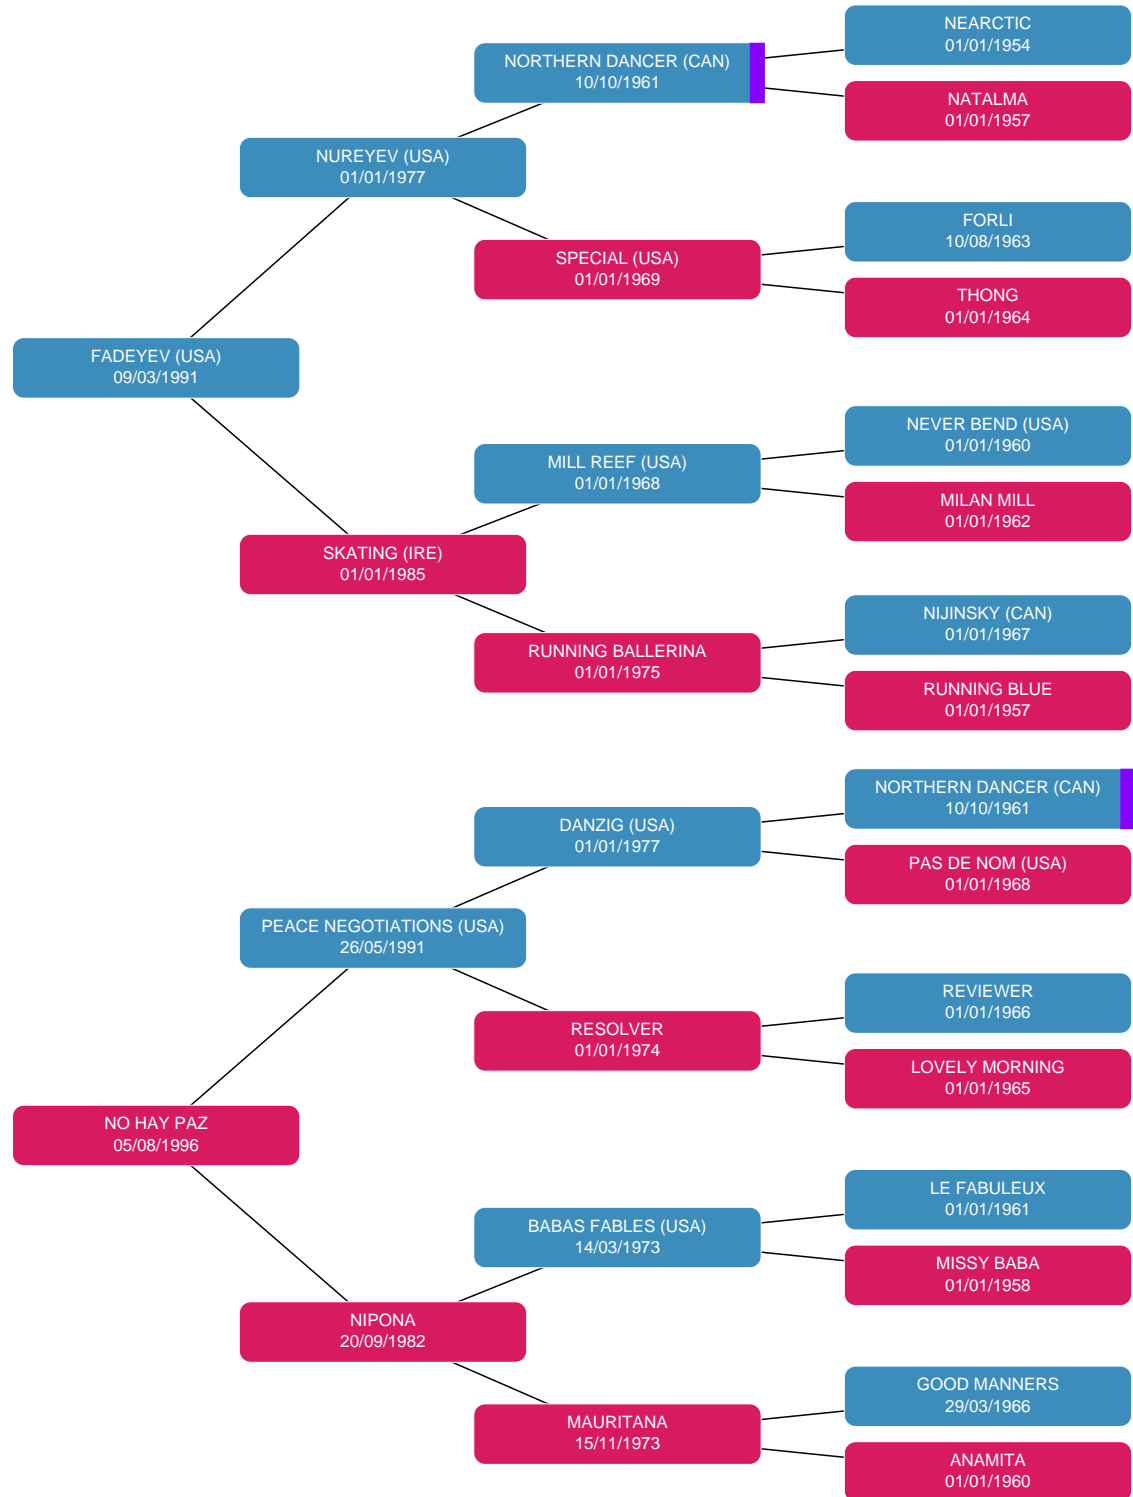 NEARCTIC
01/01/1954
NORTHERN DANCER (CAN)
10/10/1961
NATALMA
01/01/1957
NUREYEV (USA)
01/01/1977
FORLI
10/08/1963
SPECIAL (USA)
01/01/1969
THONG
01/01/1964
FADEYEV (USA)
09/03/1991
NEVER BEND (USA)
01/01/1960
MILL REEF (USA)
01/01/1968
MILAN MILL
01/01/1962
SKATING (IRE)
01/01/1985
NIJINSKY (CAN)
01/01/1967
RUNNING BALLERINA
01/01/1975
RUNNING BLUE
01/01/1957
NORTHERN DANCER (CAN)
10/10/1961
DANZIG (USA)
01/01/1977
PAS DE NOM (USA)
01/01/1968
PEACE NEGOTIATIONS (USA)
26/05/1991
REVIEWER
01/01/1966
RESOLVER
01/01/1974
LOVELY MORNING
01/01/1965
NO HAY PAZ
05/08/1996
LE FABULEUX
01/01/1961
BABAS FABLES (USA)
14/03/1973
MISSY BABA
01/01/1958
NIPONA
20/09/1982
GOOD MANNERS
29/03/1966
MAURITANA
15/11/1973
ANAMITA
01/01/1960